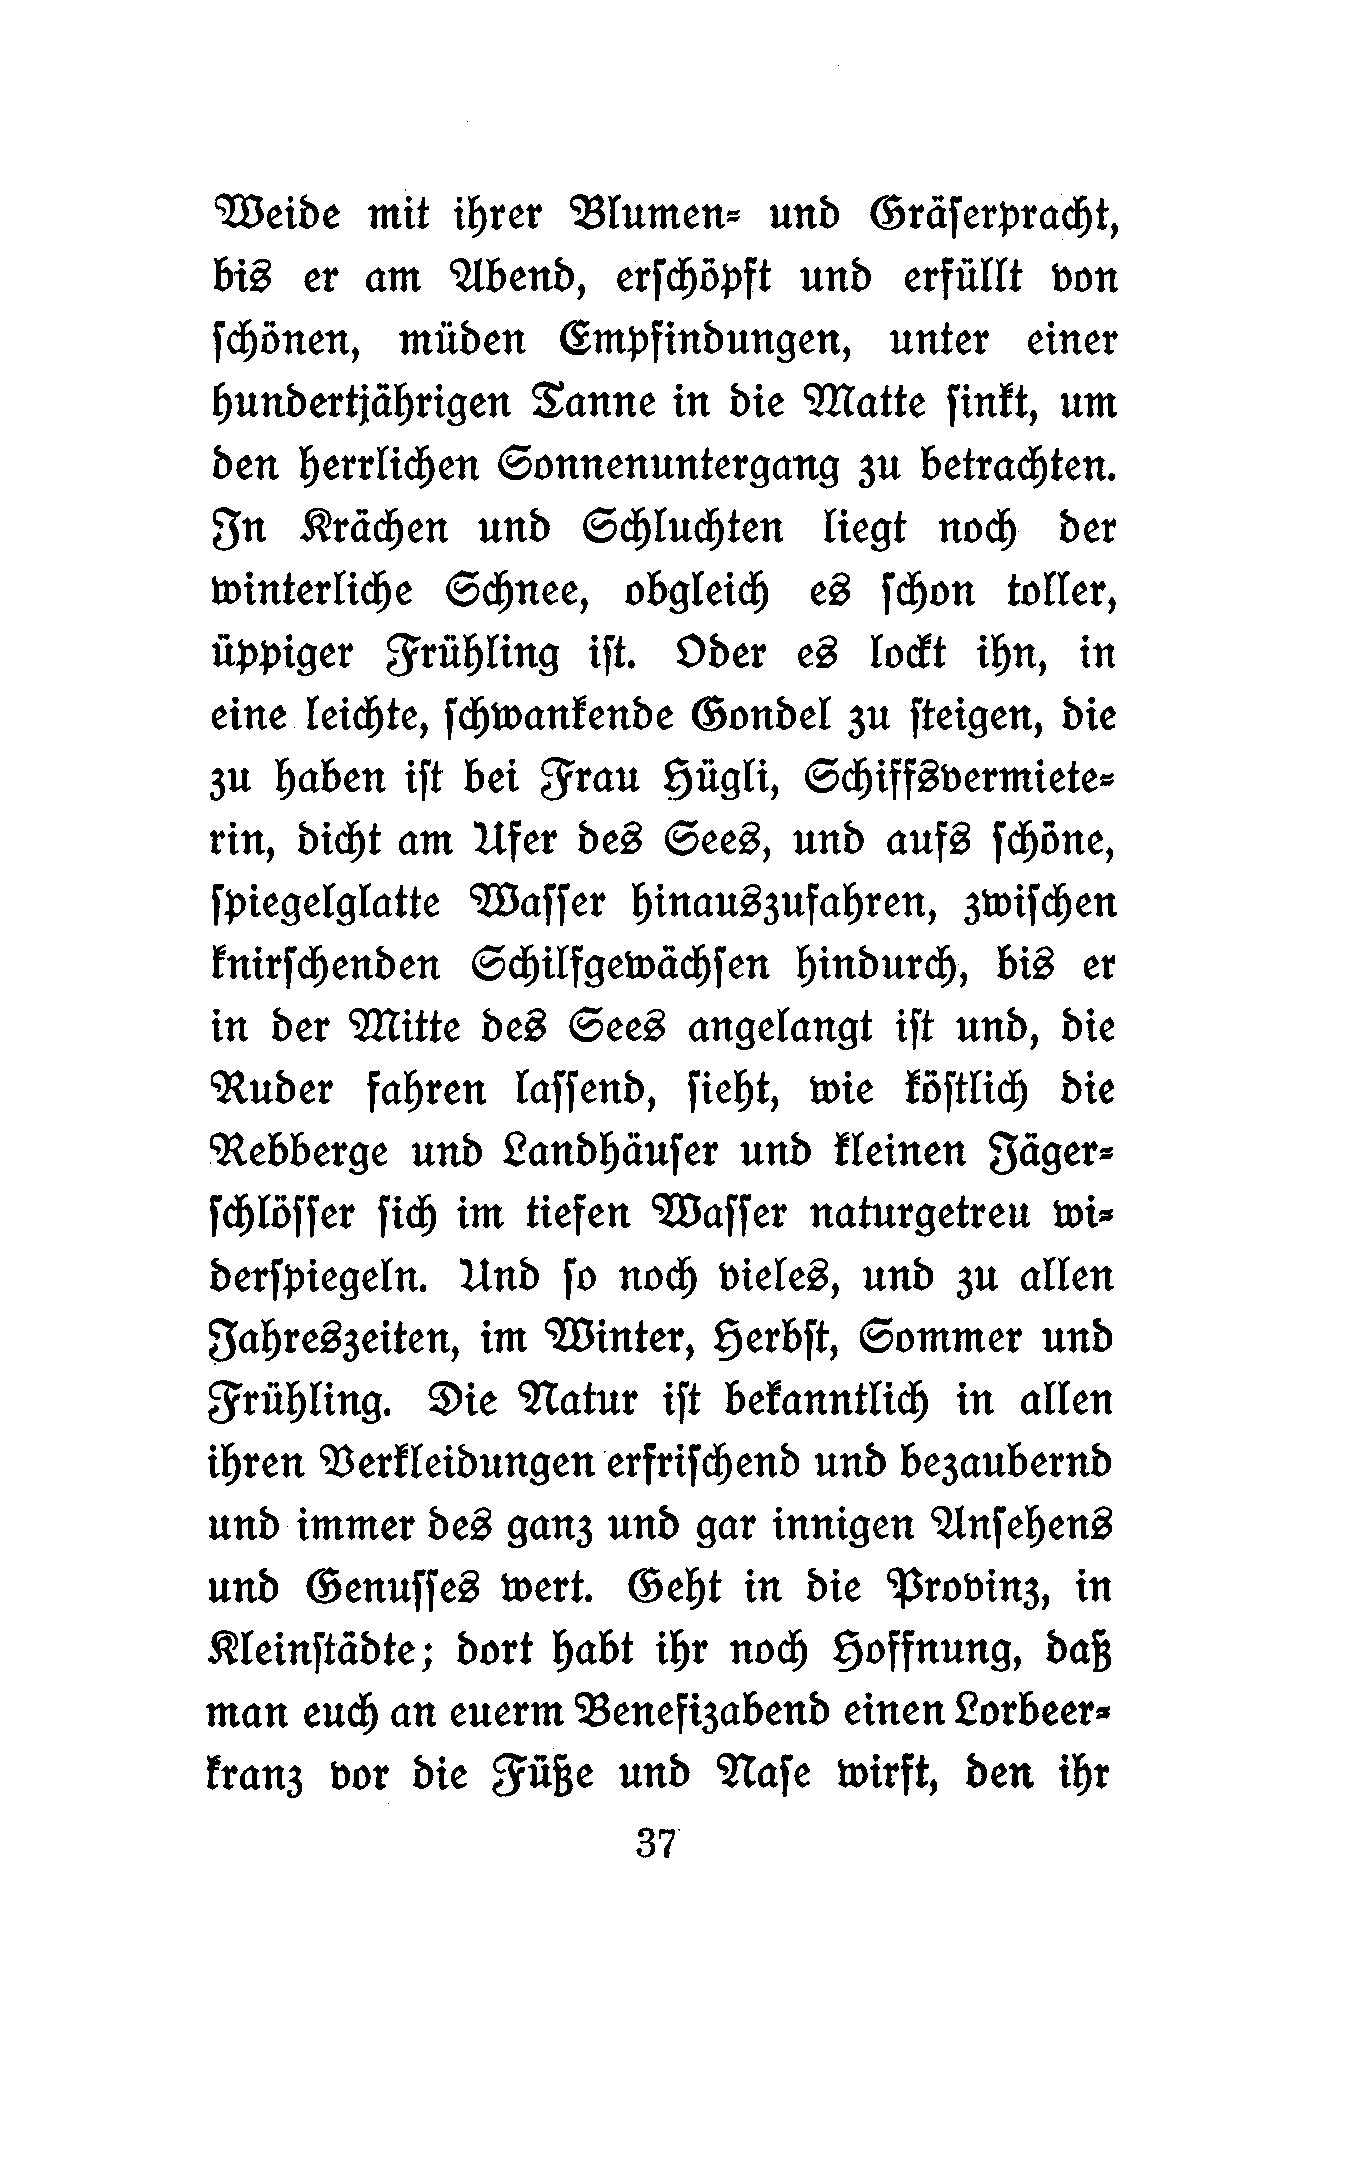 Weide mit ihrer Blumen- und Gräserpracht,
bis er am Abend, erschöpft und erfüllt von
schönen, müden Empfindungen, unter einer
hundertjährigen Tanne in die Matte sinkt, um
den herrlichen Sonnenuntergang zu betrachten.
In Krächen und Schluchten liegt noch der
winterliche Schnee, obgleich es schon toller,
üppiger Frühling ist. Oder es lockt ihn, in
eine leichte, schwankende Gondel zu steigen, die
zu haben ist bei Frau Hügli, Schiffsvermiete-
rin, dicht am Ufer des Sees, und aufs schöne,
spiegelglatte Wasser hinauszufahren, zwischen
knirschenden Schilfgewächsen hindurch, bis er
in der Mitte des Sees angelangt ist und, die
Ruder fahren lassend, sieht, wie köstlich die
Rebberge und Landhäuser und kleinen Jäger-
schlösser sich im tiefen Wasser naturgetreu wi-
derspiegeln. Und so noch vieles, und zu allen
Jahreszeiten, im Winter, Herbst, Sommer und
Frühling. Die Natur ist bekanntlich in allen
ihren Verkleidungen erfrischend und bezaubernd
und immer des ganz und gar innigen Ansehens
und Genusses wert. Geht in die Provinz, in
Kleinstädte; dort habt ihr noch Hoffnung, daß
man euch an euerm Benefizabend einen Lorbeer-
kranz vor die Füße und Nase wirft, den ihr
37